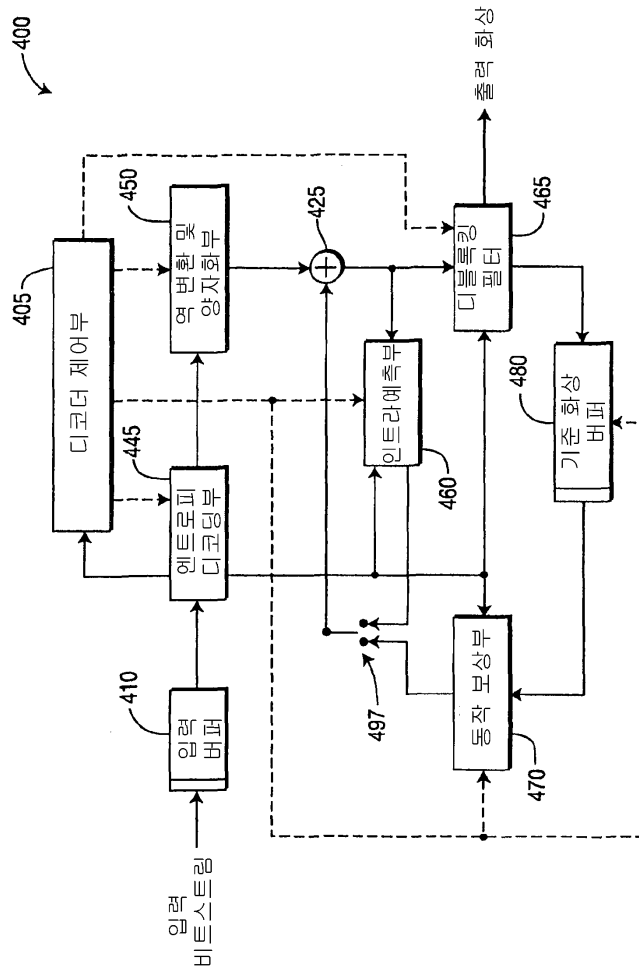 400
디코더 제어부
405
입력
비트스트림
입력
버퍼
410
엔트로피
디코딩부
445
역 변환 및
양자화부
450
425
인트라예측부
460
497
동작 보상부
470
디블록킹
필터
465
출력 화상
기준 화상
버퍼
480